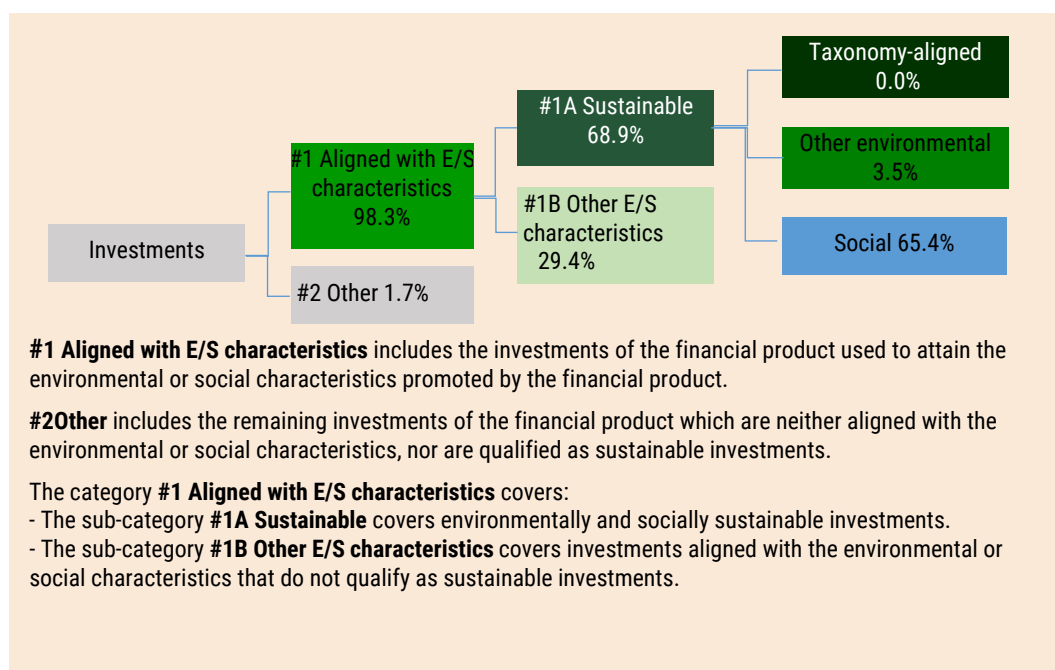 Taxonomy-aligned
0.0%
#1A Sustainable
68.9%
Other environmental
3.5%
#1 Aligned with E/S
characteristics
98.3%
#1B Other E/S
characteristics
29.4%
Social 65.4%
Investments
#2 Other 1.7%
#1 Aligned with E/S characteristics includes the investments of the financial product used to attain the
environmental or social characteristics promoted by the financial product.
#2Other includes the remaining investments of the financial product which are neither aligned with the
environmental or social characteristics, nor are qualified as sustainable investments.
The category #1 Aligned with E/S characteristics covers:
- The sub-category #1A Sustainable covers environmentally and socially sustainable investments.
- The sub-category #1B Other E/S characteristics covers investments aligned with the environmental or
social characteristics that do not qualify as sustainable investments.